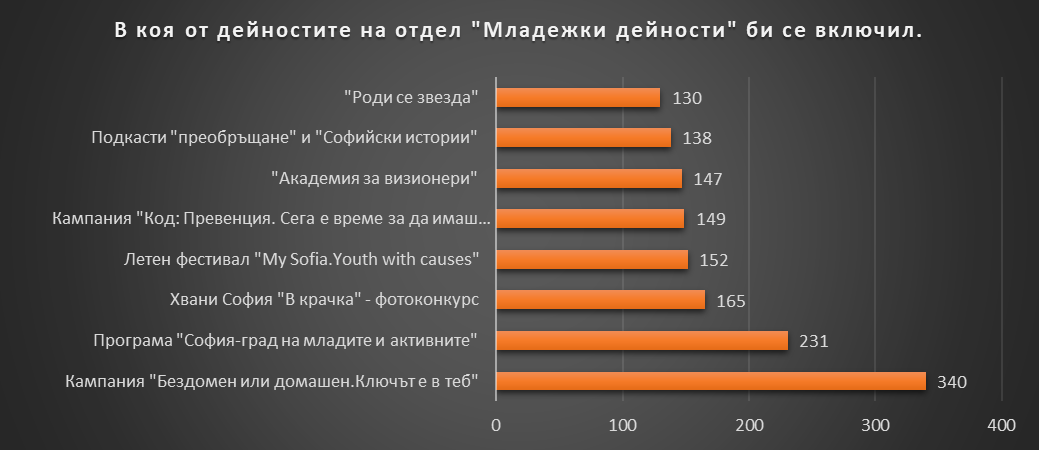 В коя от дейностите на отдел "Младежки дейности" би се включил.
"Роди се звезда"
130
Подкасти "преобръщане" и "Софийски истории"
138
"Академия за визионери"
147
Кампания "Код: Превенция. Сега е време за да имаш...
149
Летен фестивал "My Sofia.Youth with causes"
152
Хвани София "В крачка" - фотоконкурс
165
Програма "София-град на младите и активните"
231
Кампания "Бездомен или домашен.Ключът е в теб"
340
0 100 200 300 400